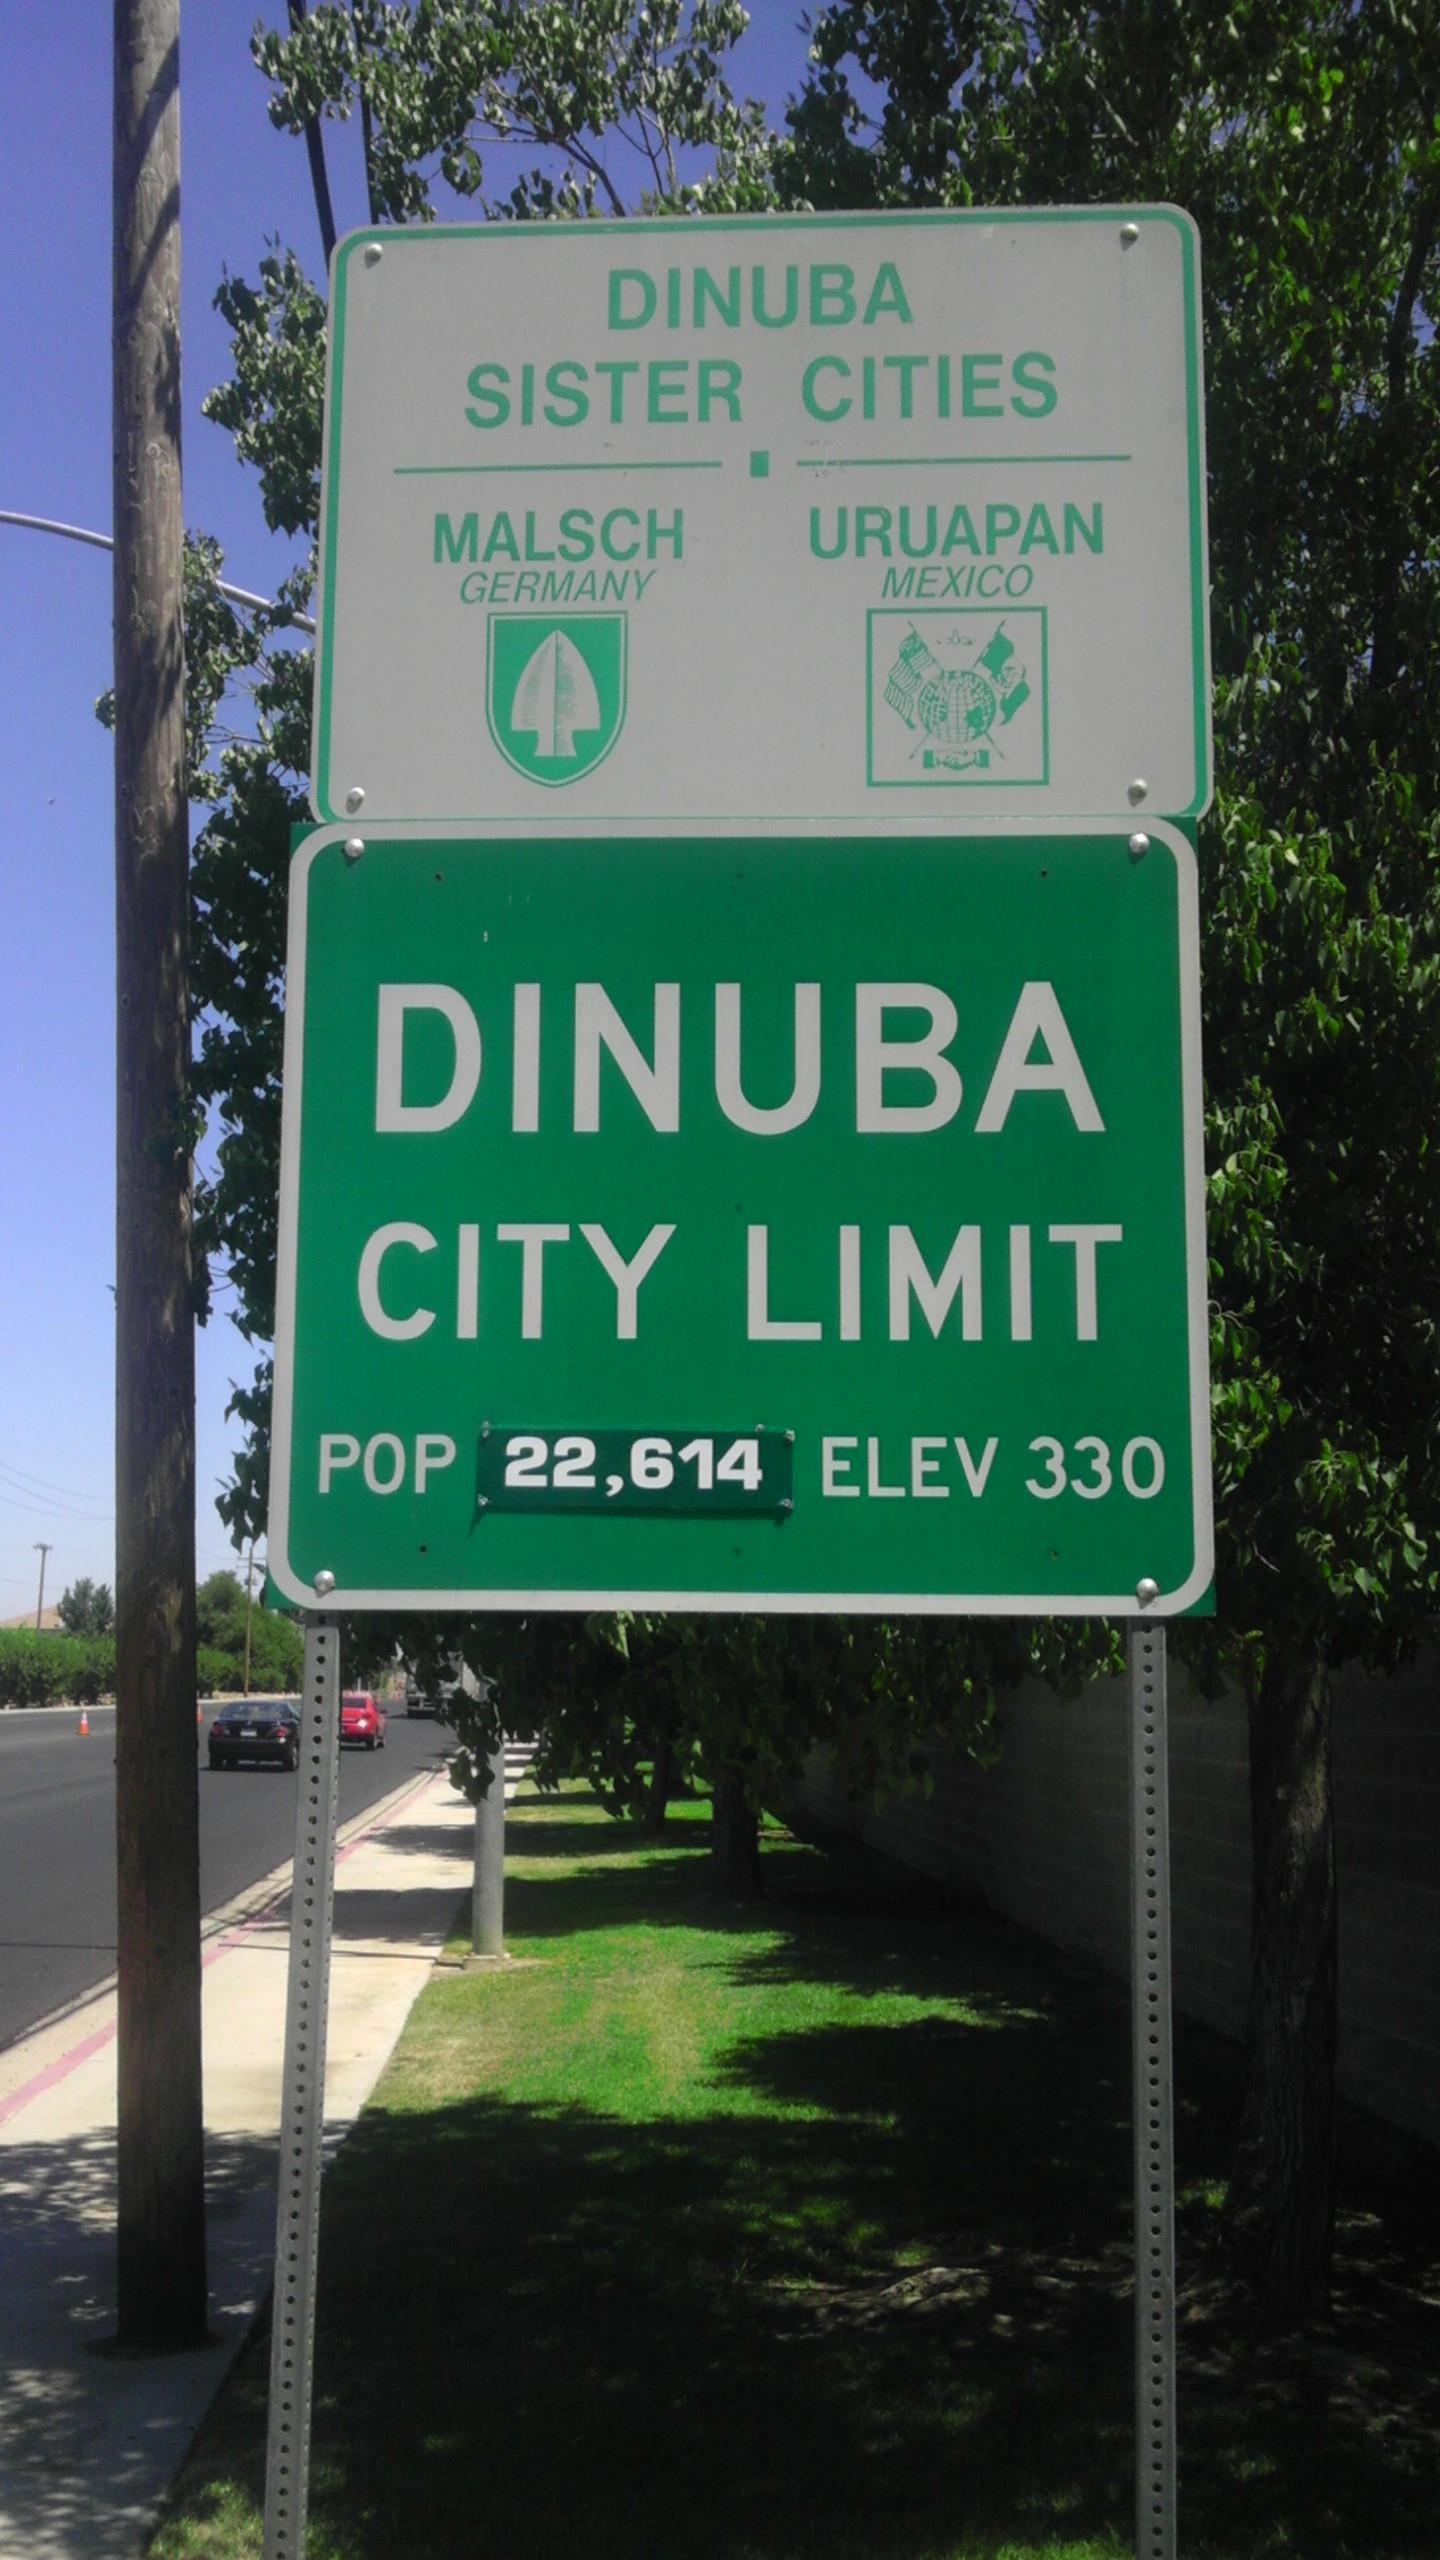 DINUBA
SISTER CITIES
MALSCH URUAPAN
GERMANY MEXICO
DINUBA
CITY LIMIT
POP 22,614 ELEV 330